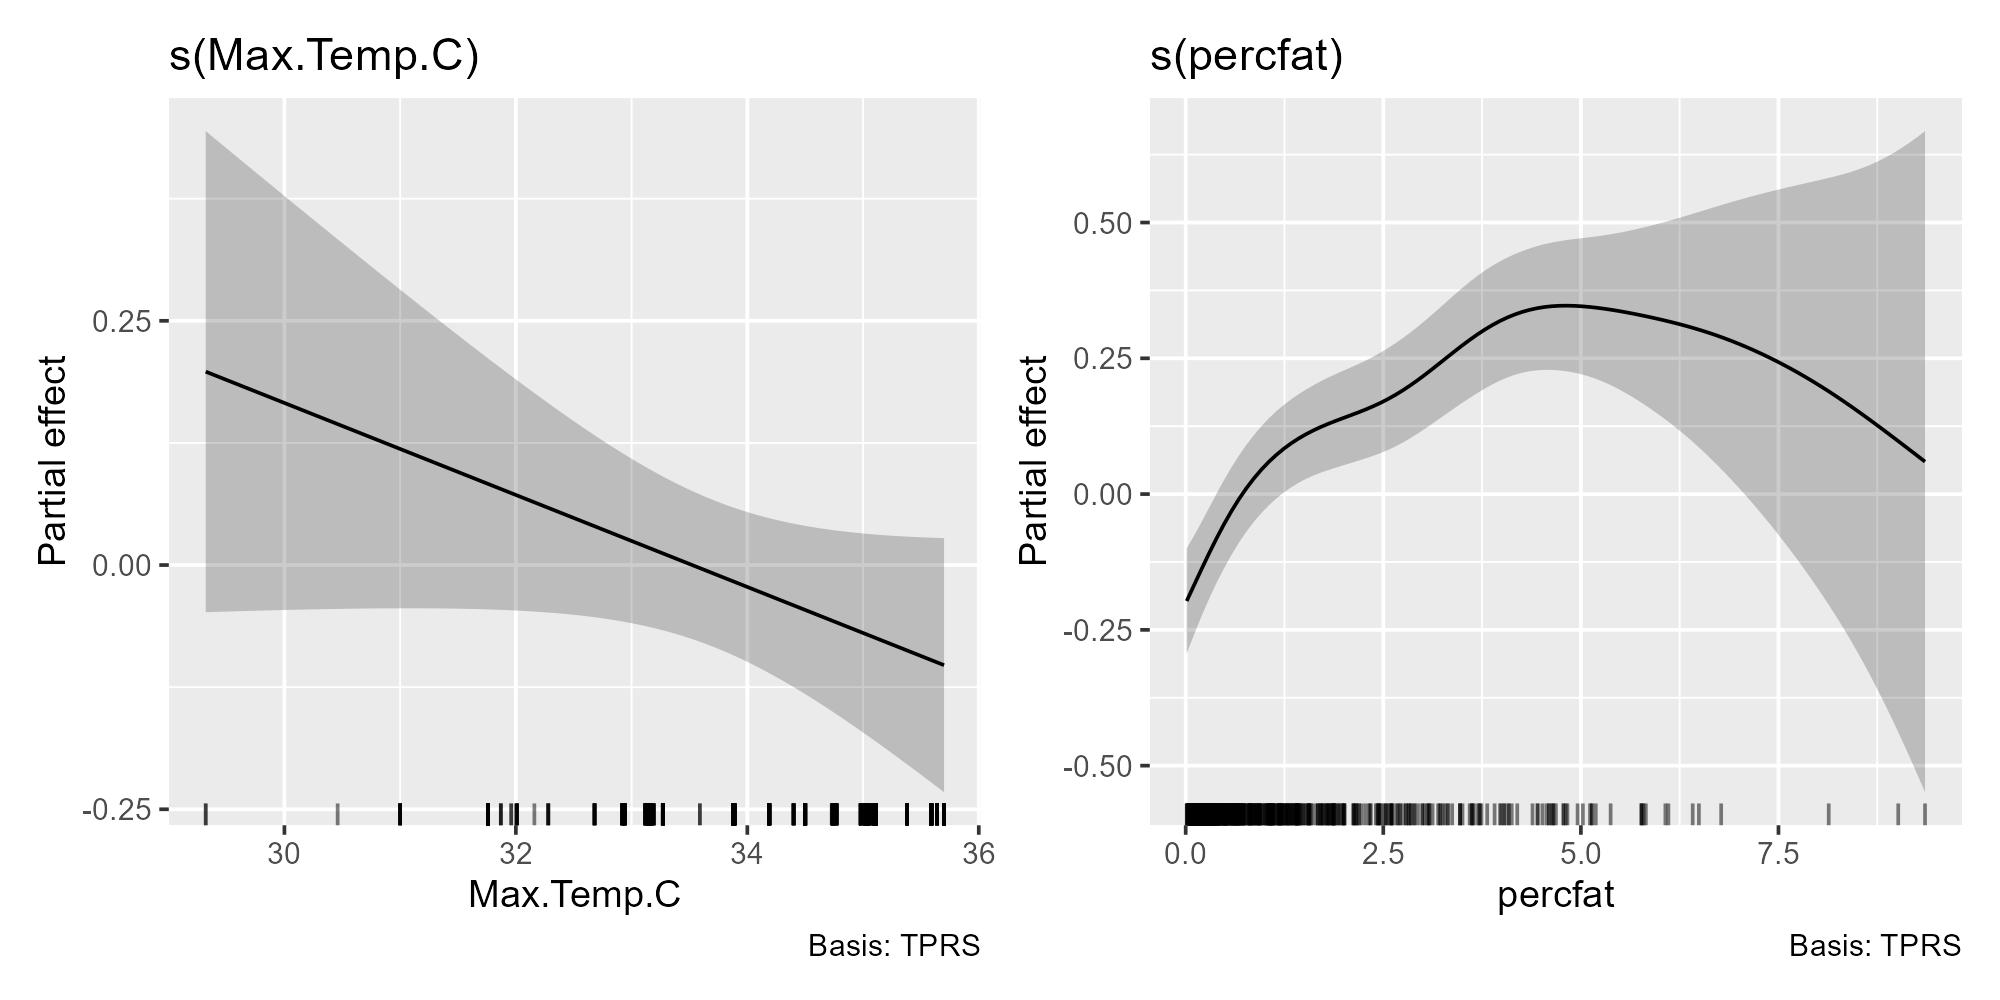 s(Max.Temp.C)
Partial effect
0.25
0.00
-0.25
30 32 34 36
Max.Temp.C
Basis: TPRS
s(percfat)
Partial effect
0.50
0.25
0.00
-0.25
-0.50
0.0 2.5 5.0 7.5
percfat
Basis: TPRS